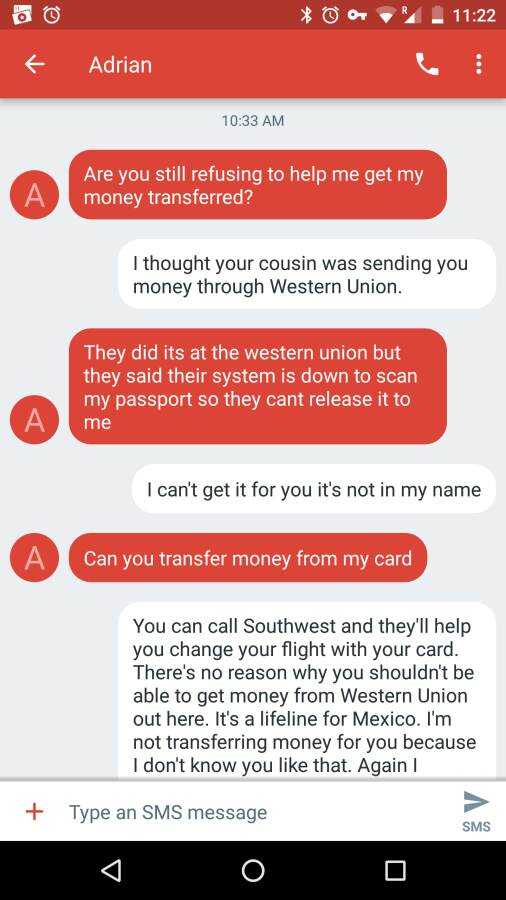 R
11:22
Adrian
10:33 AM
Are you still refusing to help me get my
money transferred?
A
I thought your cousin was sending you
money through Western Union.
They did its at the western union but
they said their system is down to scan
my passport so they cant release it to
me
A
I can't get it for you it's not in my name
A
Can you transfer money from my card
You can call Southwest and they'll help
you change your flight with your card.
There's no reason why you shouldn't be
able to get money from Western Union
out here. It's a lifeline for Mexico. I'm
not transferring money for you because
I don't know you like that. Again I
+
Type an SMS message
SMS